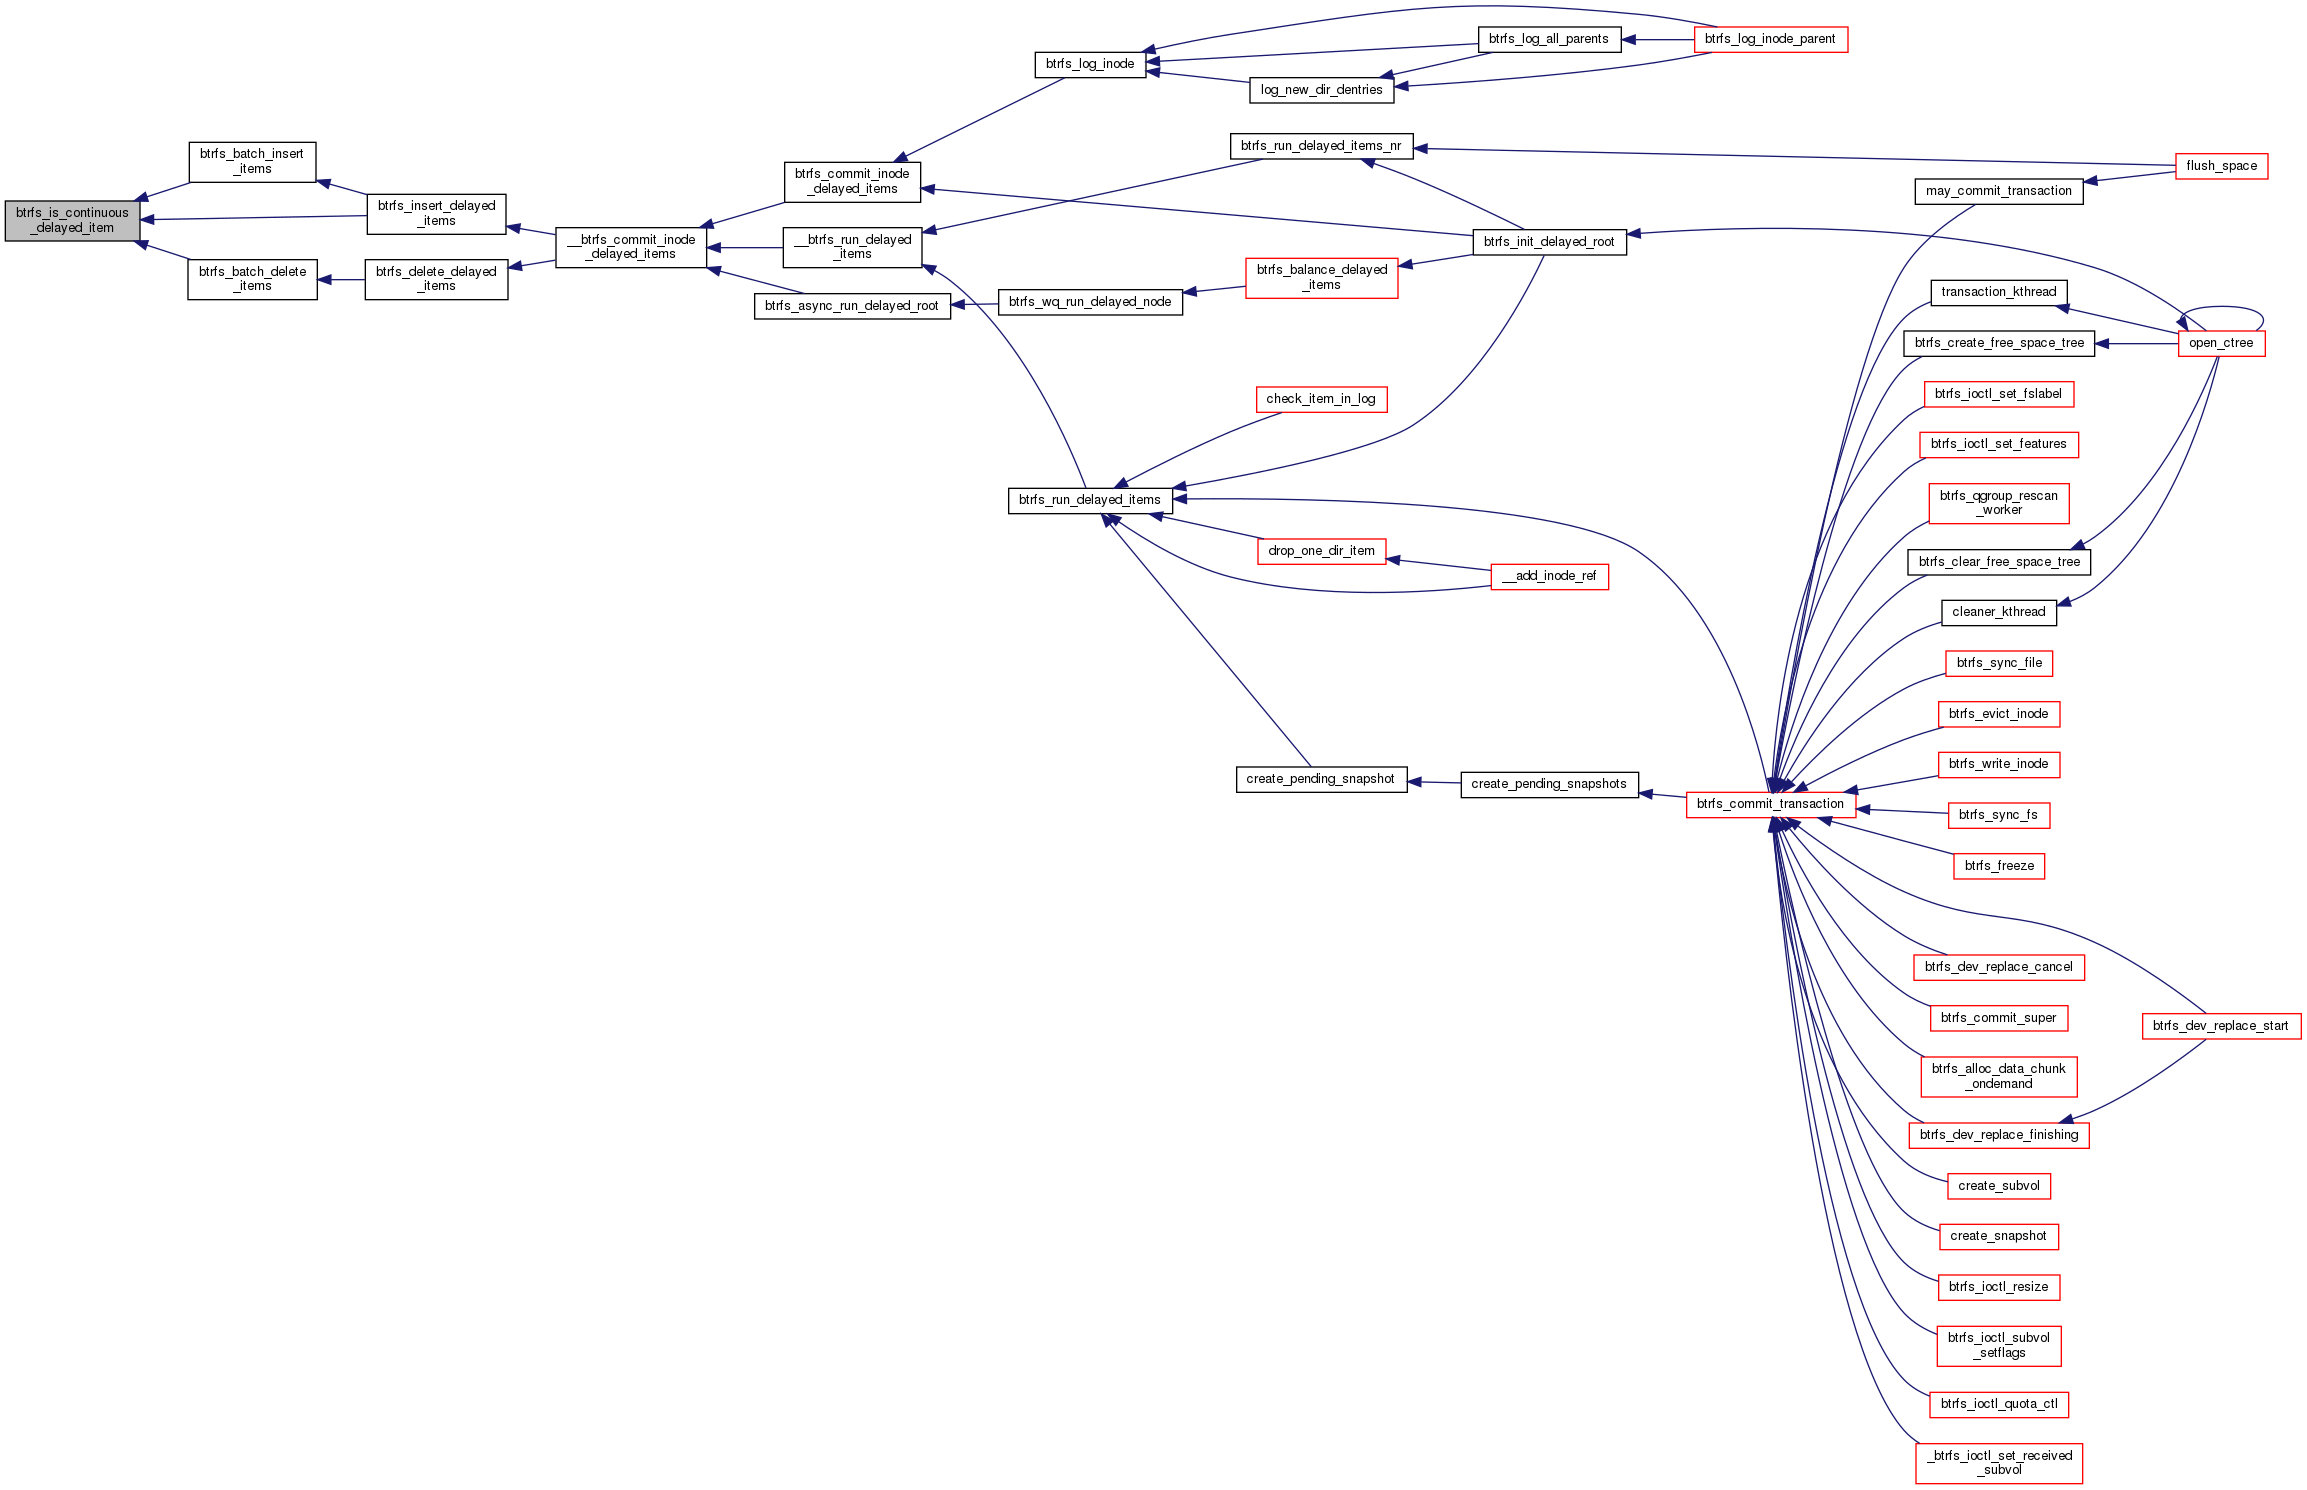 btrfs_is_continuous
_delayed_item
btrfs_batch_insert
_items
btrfs_batch_delete
_items
btrfs_insert_delayed
_items
btrfs_delete_delayed
_items
__btrfs_commit_inode
_delayed_items
btrfs_commit_inode
_delayed_items
__btrfs_run_delayed
_items
btrfs_async_run_delayed_root
btrfs_log_inode
btrfs_wq_run_delayed_node
btrfs_run_delayed_items
btrfs_log_all_parents
log_new_dir_dentries
btrfs_log_inode_parent
btrfs_run_delayed_items_nr
btrfs_init_delayed_root
btrfs_balance_delayed
_items
check_item_in_log
drop_one_dir_item
__add_inode_ref
create_pending_snapshot
create_pending_snapshots
btrfs_commit_transaction
flush_space
may_commit_transaction
transaction_kthread
btrfs_create_free_space_tree
open_ctree
btrfs_ioctl_set_fslabel
btrfs_ioctl_set_features
btrfs_qgroup_rescan
_worker
btrfs_clear_free_space_tree
cleaner_kthread
btrfs_sync_file
btrfs_evict_inode
btrfs_write_inode
btrfs_sync_fs
btrfs_freeze
btrfs_dev_replace_cancel
btrfs_commit_super
btrfs_dev_replace_start
btrfs_alloc_data_chunk
_ondemand
btrfs_dev_replace_finishing
create_subvol
create_snapshot
btrfs_ioctl_resize
btrfs_ioctl_subvol
_setflags
btrfs_ioctl_quota_ctl
_btrfs_ioctl_set_received
_subvol